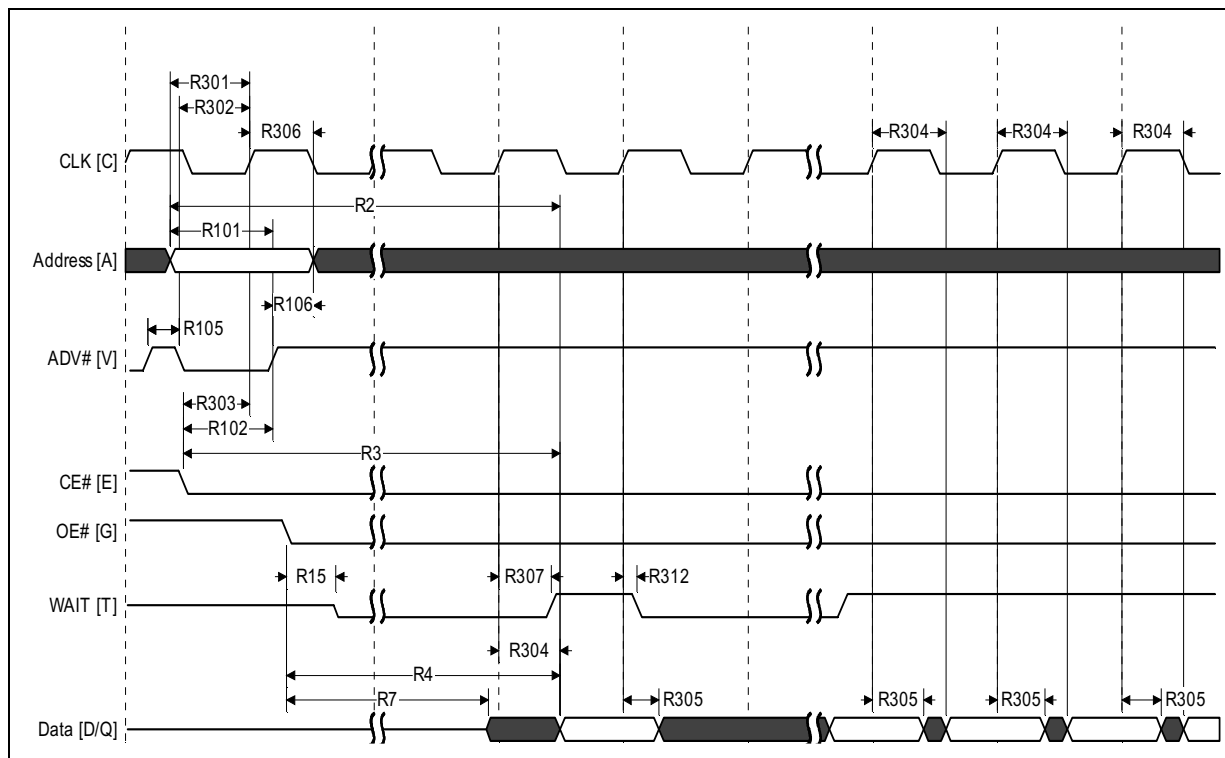 R301
R302
R306
R304
R304
R304
CLK [C]
R2
R101
Address [A]
R106
R105
ADV# [V]
R303
R102
R3
CE# [E]
OE# [G]
R15
R307
R312
WAIT [T]
R304
R4
R7
R305
R305
R305
R305
Data [D/Q]